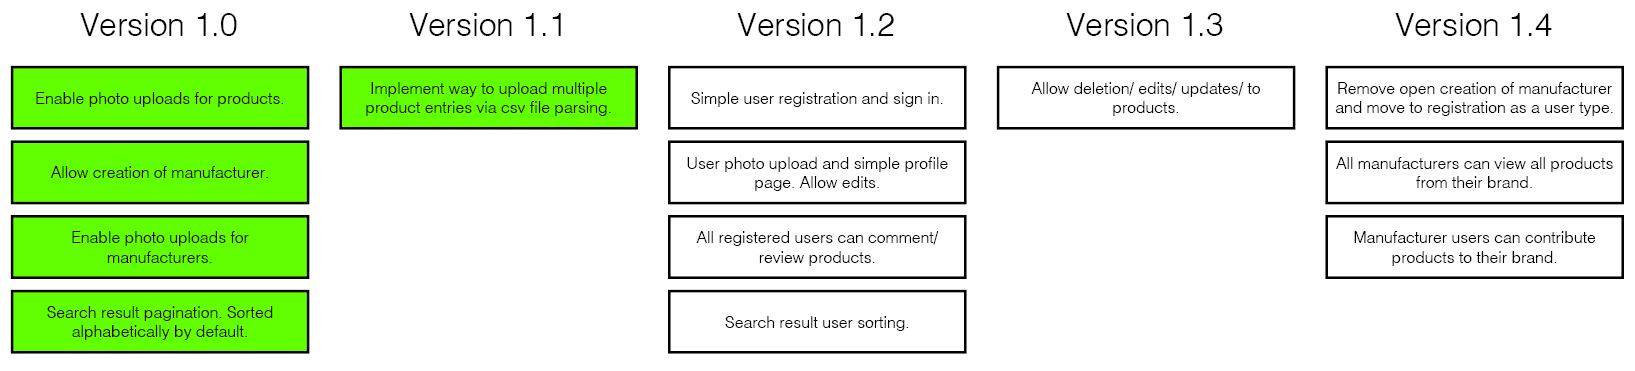 Version 1.0
Enable photo uploads for products.
Allow creation of manufacturer.
Enable photo uploads for
manufacturers.
Search result pagination. Sorted
alphabetically by default.
Version 1.1
Implement way to upload multiple
product entries via csv file parsing.
Version 1.2
Simple user registration and sign in.
User photo upload and simple profile
page. Allow edits.
All registered users can comment/
review products.
Search result user sorting.
Version 1.3
Allow deletion/ edits/ updates/ to
products.
Version 1.4
Remove open creation of manufacturer
and move to registration as a user type.
All manufacturers can view all products
from their brand.
Manufacturer users can contribute
products to their brand.